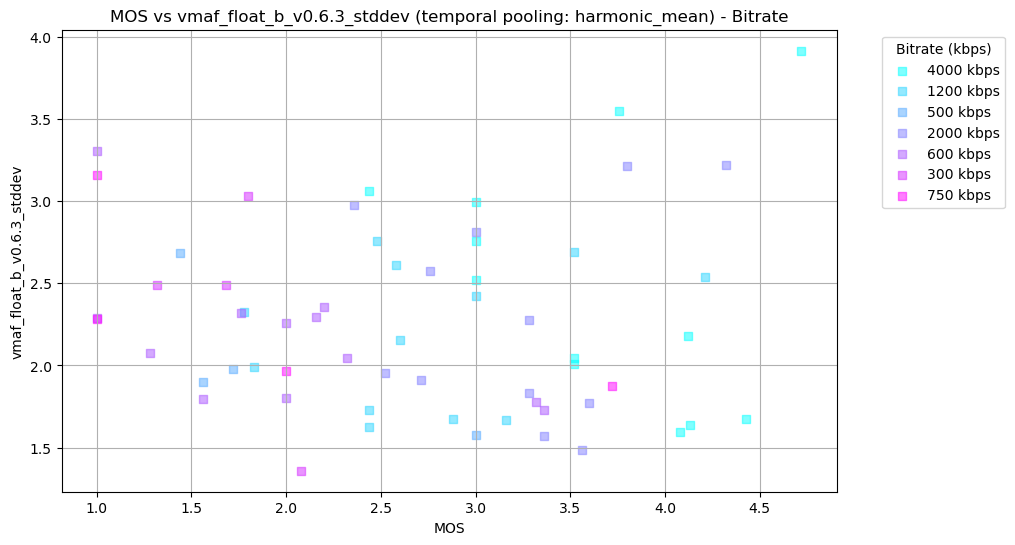 MOS vs vmaf_float_b_v0.6.3_stddev (temporal pooling: harmonic_mean) - Bitrate
vmaf_float_b_v0.6.3_stddev
4.0
3.5
3.0
2.5
2.0
1.5
1.0
1.5
2.0
2.5
3.0
3.5
4.0
4.5
MOS
Bitrate (kbps)
4000 kbps
1200 kbps
500 kbps
2000 kbps
600 kbps
300 kbps
750 kbps